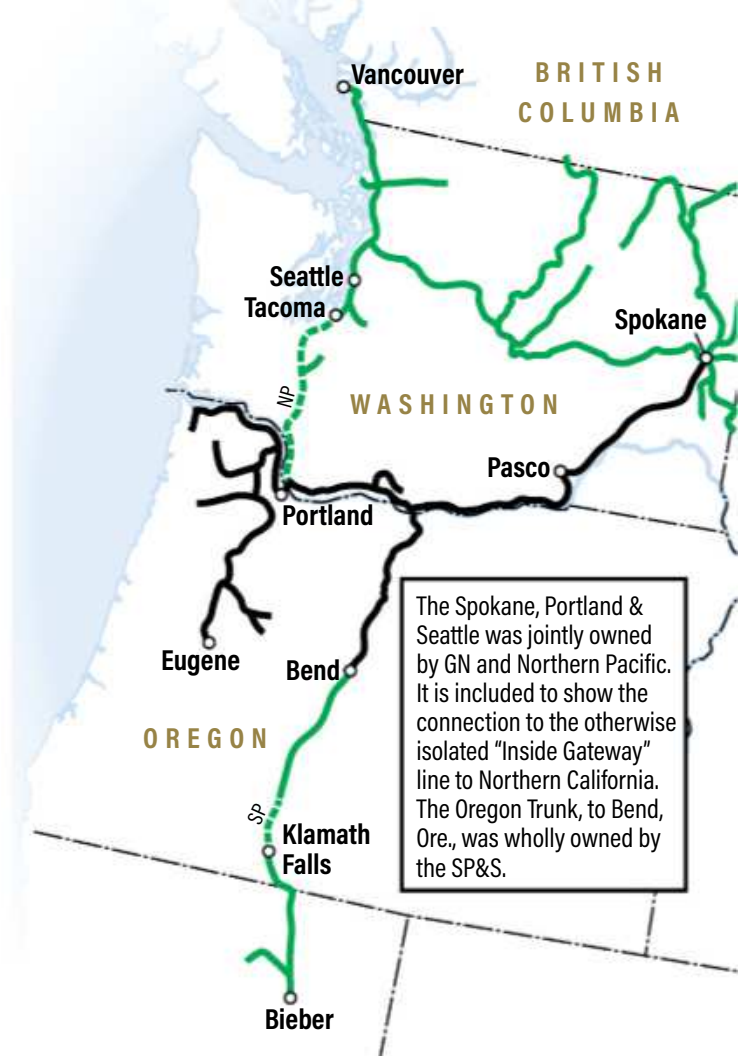 Vancouver
BRITISH
COLUMBIA
Seattle
Tacoma
Spokane
NP
WASHINGTON
Pasco
Portland
The Spokane, Portland &
Seattle was jointly owned
by GN and Northern Pacific.
It is included to show the
connection to the otherwise
isolated “Inside Gateway”
line to Northern California.
The Oregon Trunk, to Bend,
Ore., was wholly owned by
the SP&S.
Eugene
Bend
OREGON
SP
Klamath
Falls
Bieber